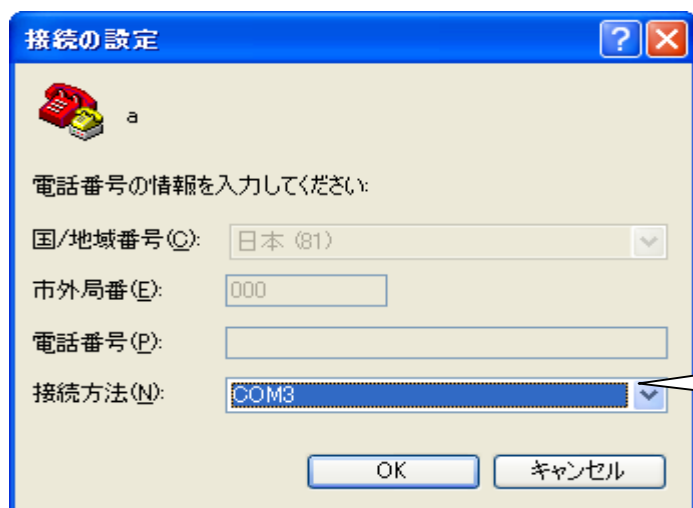 接続の設定
a
電話番号の情報を入力してください:
国/地域番号(C): 日本 (81)
市外局番(E): 000
電話番号(P):
接続方法(N): COM3
OK キャンセル